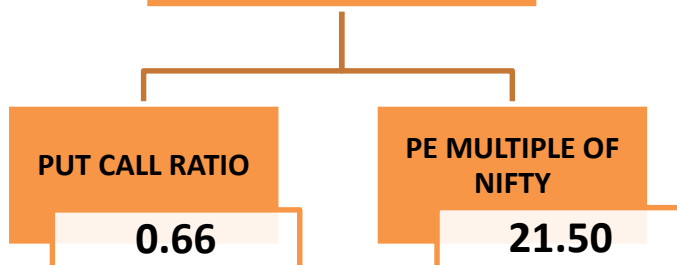 PUT CALL RATIO
0.66
PE MULTIPLE OF
NIFTY
21.50